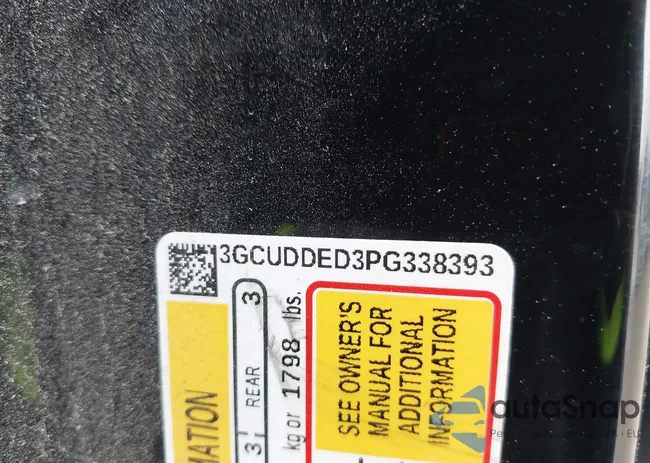 3GCUDDED3PG338393
MATION
3 REAR 3
kg or 1798 lbs.
SEE OWNER'S
MANUAL FOR
ADDITIONAL
INFORMATION
autoSnap